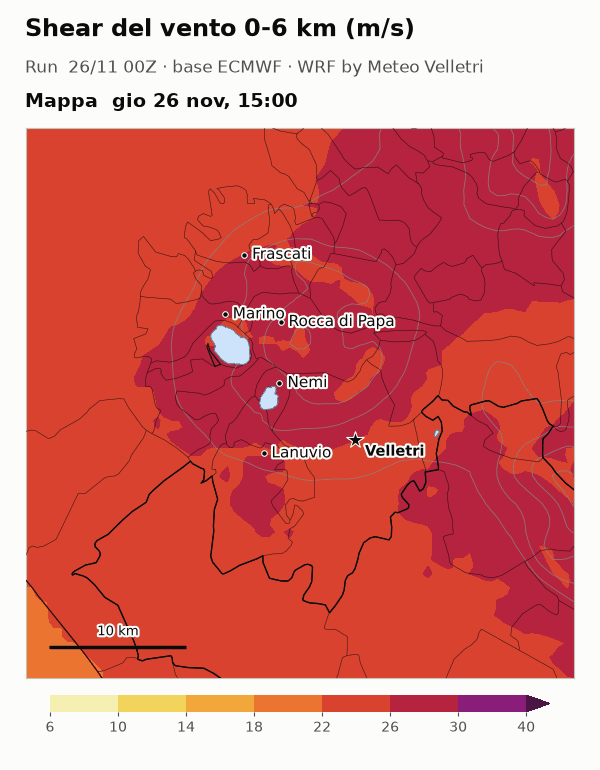 Shear del vento 0-6 km (m/s)
Run  26/11 00Z · base ECMWF · WRF by Meteo Velletri
Mappa  gio 26 nov, 15:00
Frascati
Marino
Rocca di Papa
Nemi
Velletri
Lanuvio
10 km
6 10 14 18 22 26 30 40